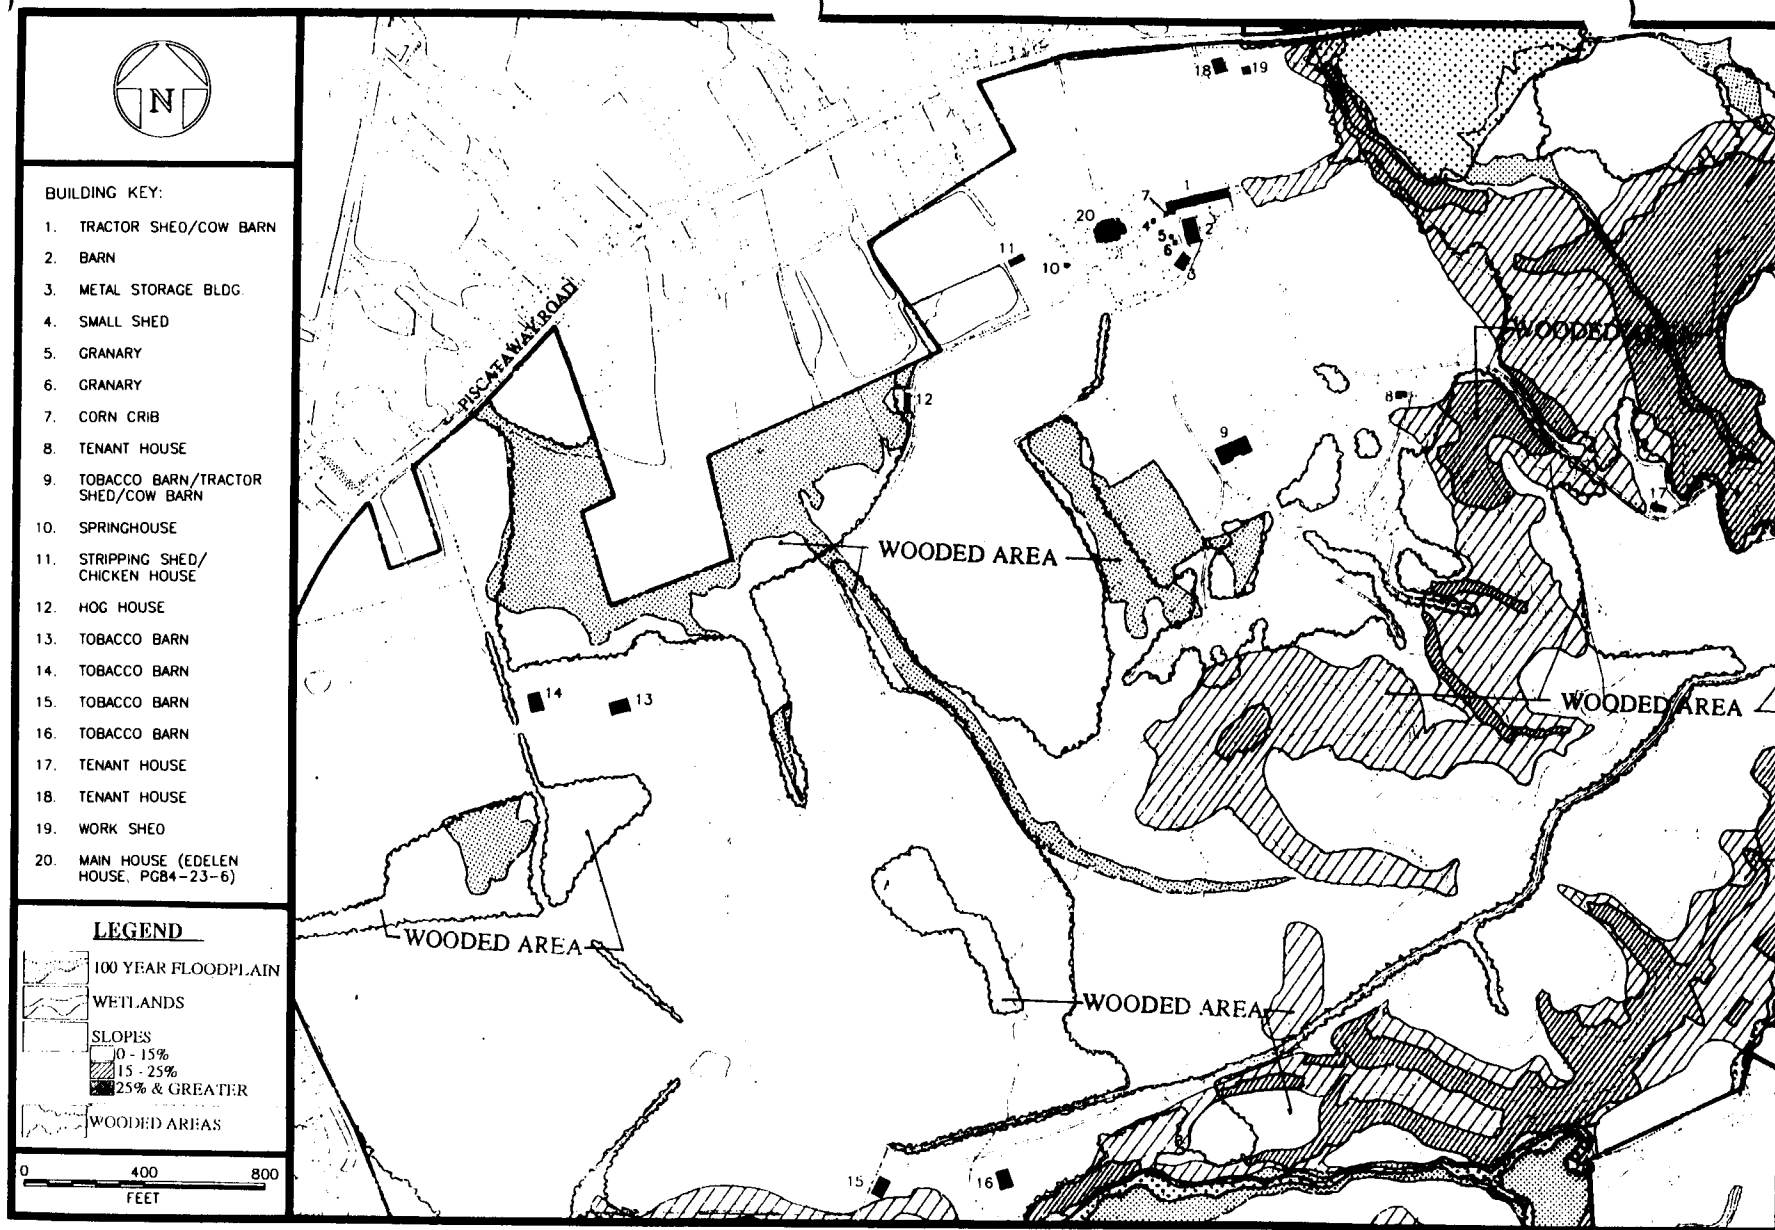 N
BUILDING KEY:
1. TRACTOR SHED/COW BARN
2. BARN
3. METAL STORAGE BLDG.
4. SMALL SHED
5. GRANARY
6. GRANARY
7. CORN CRIB
8. TENANT HOUSE
9. TOBACCO BARN/TRACTOR
SHED/COW BARN
10. SPRINGHOUSE
11. STRIPPING SHED/
CHICKEN HOUSE
12. HOG HOUSE
13. TOBACCO BARN
14. TOBACCO BARN
15. TOBACCO BARN
16. TOBACCO BARN
17. TENANT HOUSE
18. TENANT HOUSE
19. WORK SHED
20. MAIN HOUSE (EDELEN
HOUSE, PG84-23-6)
LEGEND
100 YEAR FLOODPLAIN
WETLANDS
SLOPES
0 - 15%
15 - 25%
25% & GREATER
WOODED AREAS
0 400 800
FEET
18 19
1
7
20
4
2
5
6
3
11
10
PISCATAWAY ROAD
WOODED AREA
12
8
9
17
WOODED AREA
14
13
WOODED AREA
WOODED AREA
WOODED AREA
15
16